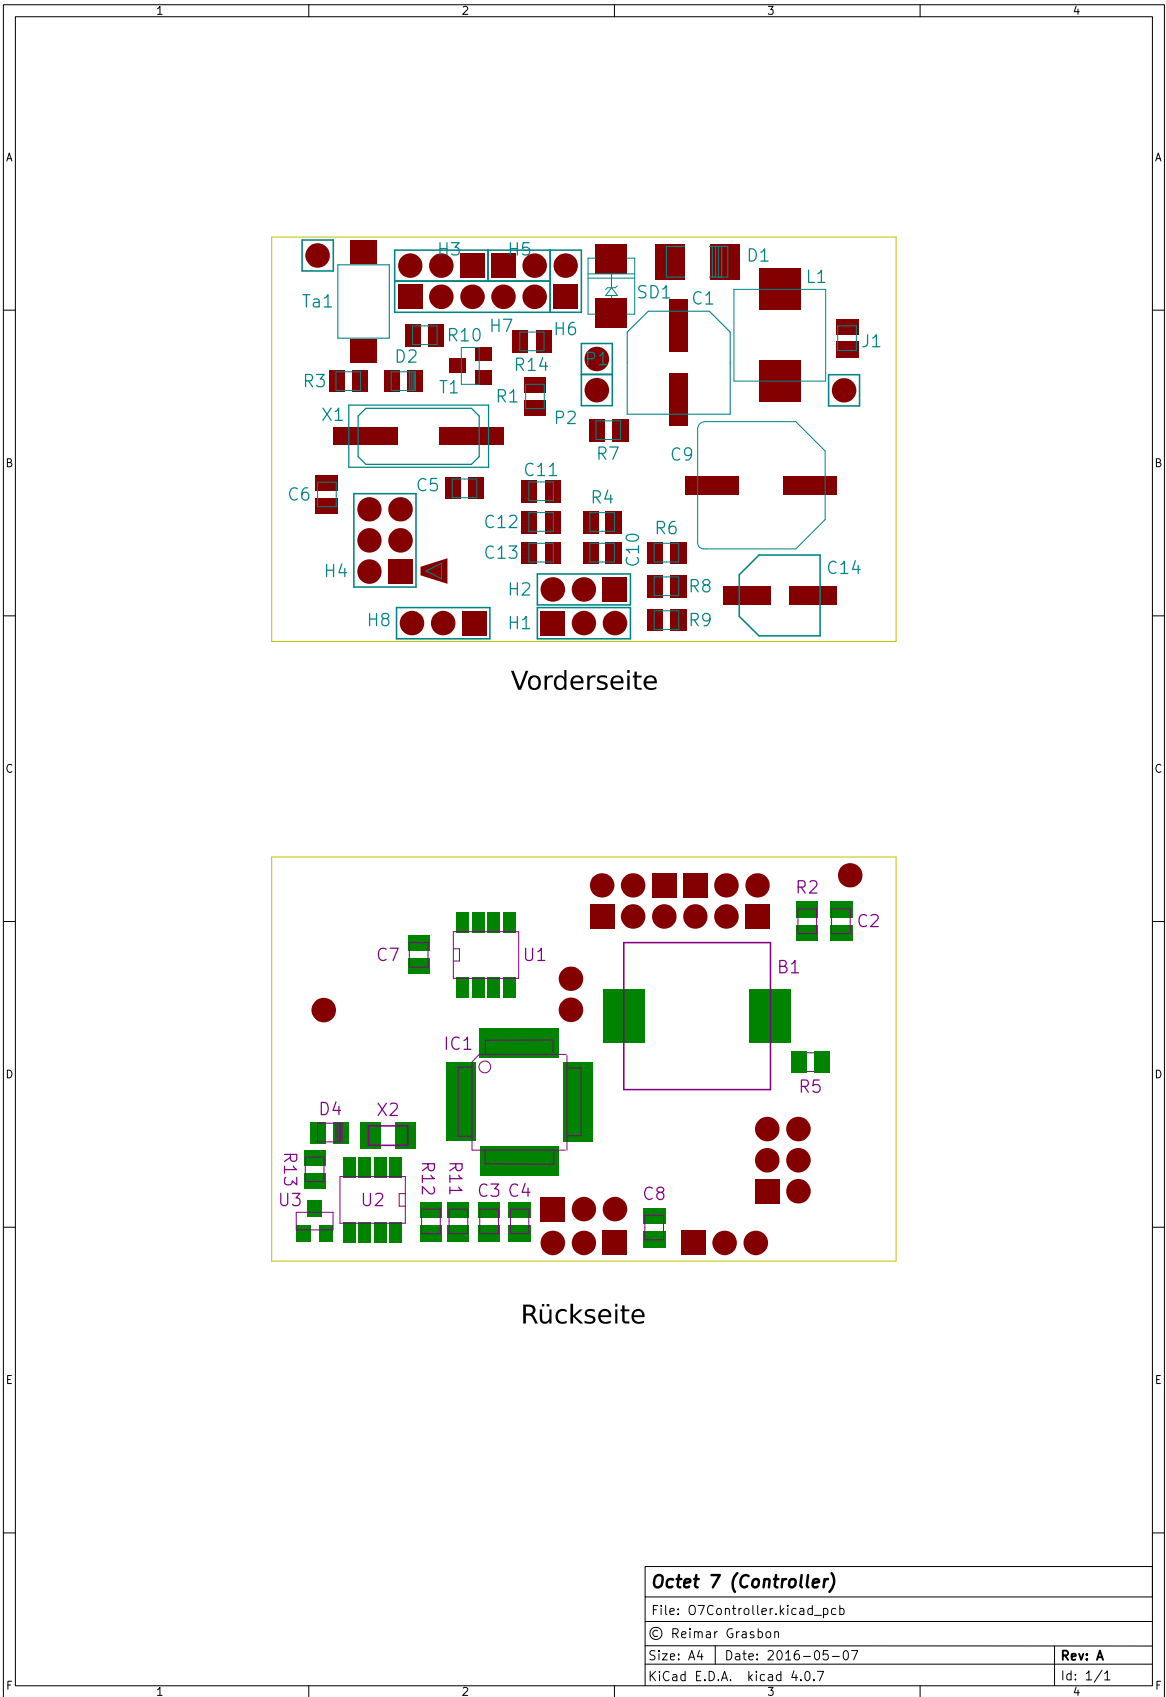 1 2 3 4
A A
H3 H5
D1
L1
Ta1
SD1
C1
H7 H6
R10
R14
J1
D2
P1
R3
T1
R1
X1
P2
R7
C9
C11
C6
C5
R4
C12
R6
C13
C10
H4
H2
R8
C14
H8
H1
R9
B B
Vorderseite
C C
R2
C2
C7
U1
B1
IC1
R5
D D
D4
X2
R13
U3
U2
R12
R11
C3
C4
C8
Rückseite
E E
Octet 7 (Controller)
File: O7Controller.kicad_pcb
© Reimar Grasbon
Size: A4 Date: 2016-05-07 Rev: A
KiCad E.D.A. kicad 4.0.7 Id: 1/1
F F
1 2 3 4